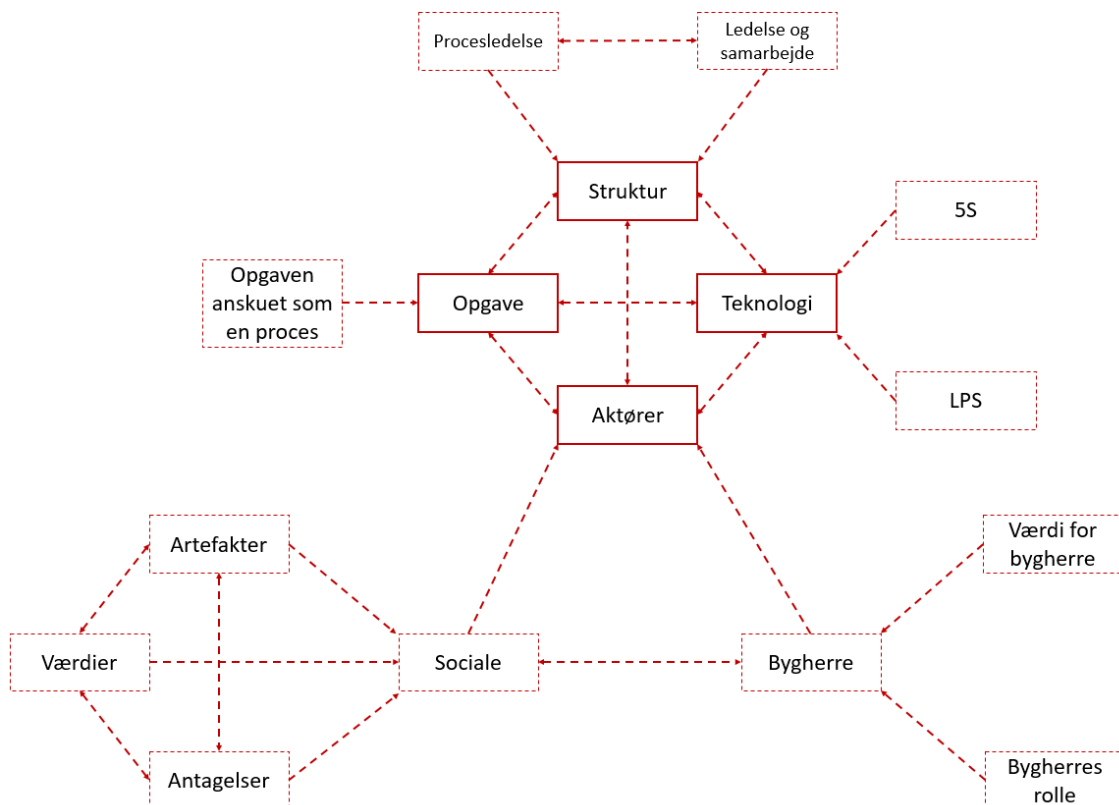 Procesledelse
Ledelse og
samarbejde
Struktur
5S
Opgaven
anskuet som
en proces
Opgave
Teknologi
LPS
Aktører
Artefakter
Værdi for
bygherre
Værdier
Sociale
Bygherre
Antagelser
Bygherres
rolle